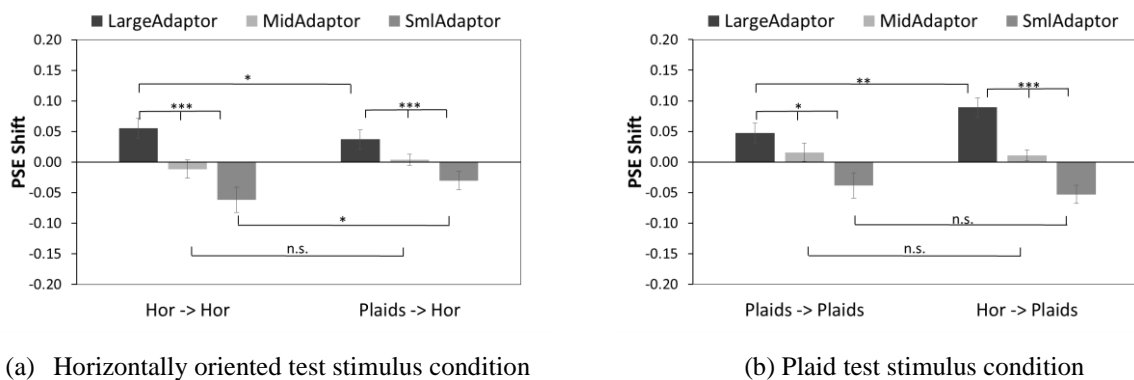 LargeAdaptor MidAdaptor SmlAdaptor
0.20
0.15
0.10
0.05
0.00
-0.05
-0.10
-0.15
-0.20
PSE Shift
*
***
***
*
n.s.
Hor -> Hor
Plaids -> Hor
(a) Horizontally oriented test stimulus condition
LargeAdaptor MidAdaptor SmlAdaptor
0.20
0.15
0.10
0.05
0.00
-0.05
-0.10
-0.15
-0.20
PSE Shift
**
*
***
n.s.
n.s.
Plaids -> Plaids
Hor -> Plaids
(b) Plaid test stimulus condition